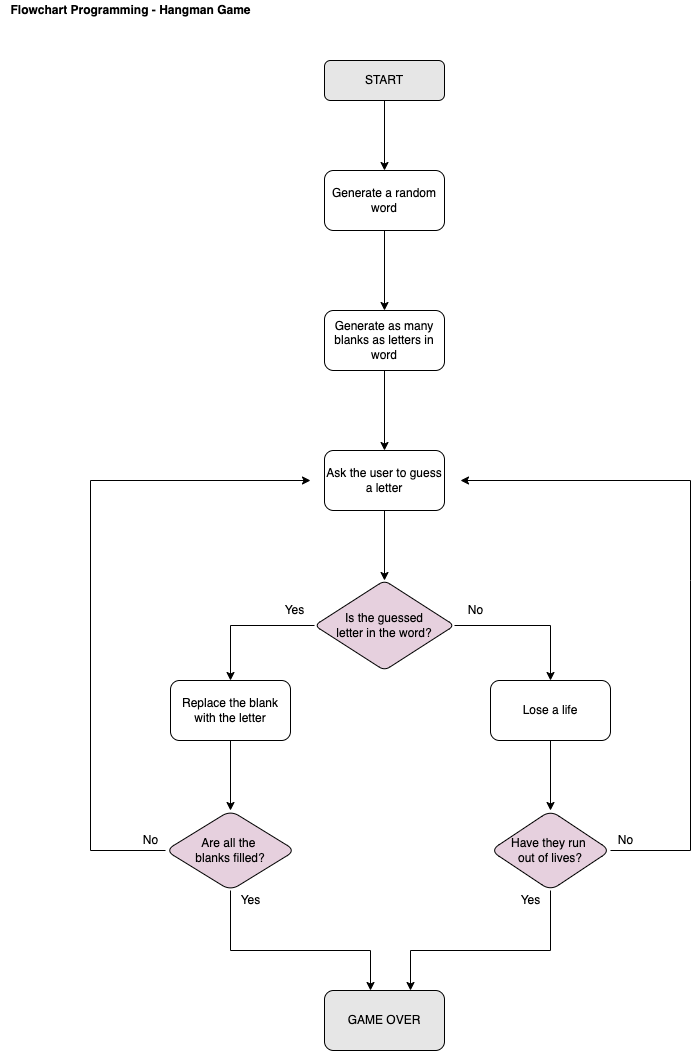 Flowchart Programming - Hangman Game
START
Generate a random
word
Generate as many
blanks as letters in
word
Ask the user to guess
a letter
Is the guessed
letter in the word?
Yes
No
Replace the blank
with the letter
Lose a life
Are all the
blanks filled?
No
Yes
Have they run
out of lives?
No
Yes
GAME OVER